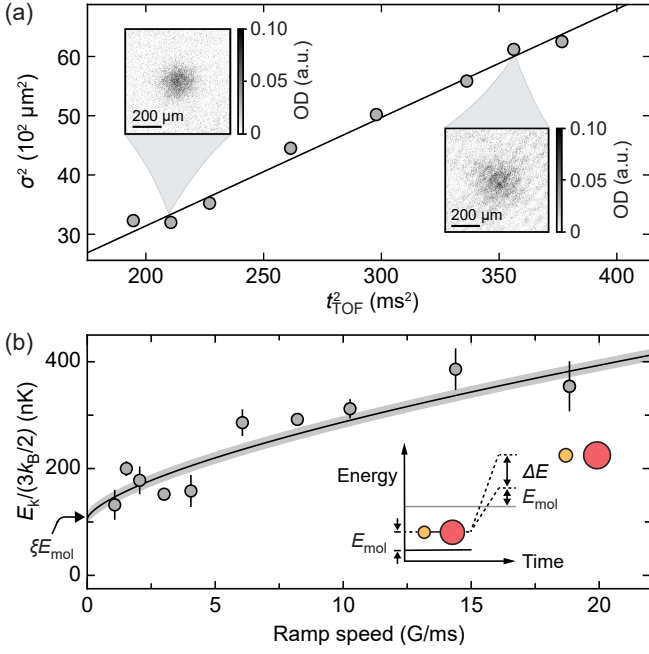 (a)
σ² (10² μm²)
60
50
40
30
200
250
300
350
400
t²TOF (ms²)
200 μm
0.10
0.05
0
OD (a.u.)
200 μm
0.10
0.05
0
OD (a.u.)
(b)
Ek/(3kB/2) (nK)
400
200
0
ξEmol
0
5
10
15
20
Ramp speed (G/ms)
Energy
Emol
ΔE
Emol
Time